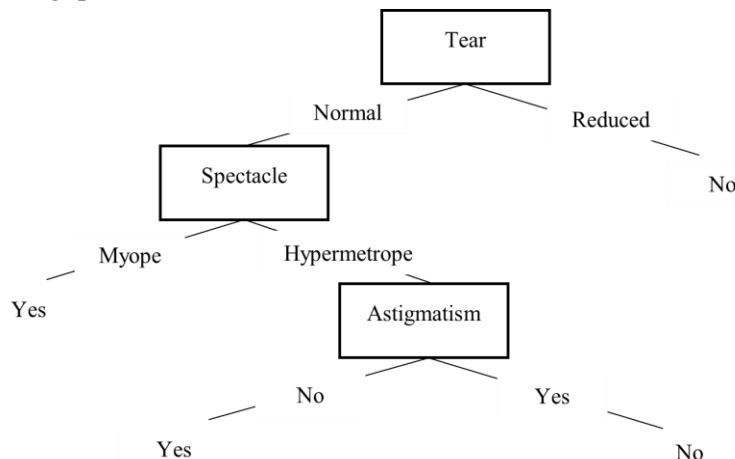 Tear
Normal
Reduced
Spectacle
No
Myope
Hypermetrope
Yes
Astigmatism
No
Yes
Yes
No